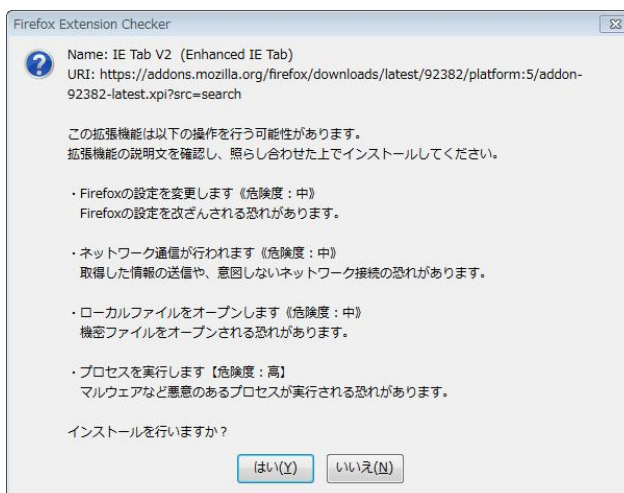 Firefox Extension Checker
Name: IE Tab V2  (Enhanced IE Tab)
URI: https://addons.mozilla.org/firefox/downloads/latest/92382/platform:5/addon-
92382-latest.xpi?src=search
この拡張機能は以下の操作を行う可能性があります。
拡張機能の説明文を確認し、照らし合わせた上でインストールしてください。
・Firefoxの設定を変更します《危険度：中》
Firefoxの設定を改ざんされる恐れがあります。
・ネットワーク通信が行われます《危険度：中》
取得した情報の送信や、意図しないネットワーク接続の恐れがあります。
・ローカルファイルをオープンします《危険度：中》
機密ファイルをオープンされる恐れがあります。
・プロセスを実行します【危険度：高】
マルウェアなど悪意のあるプロセスが実行される恐れがあります。
インストールを行いますか？
はい(Y) いいえ(N)